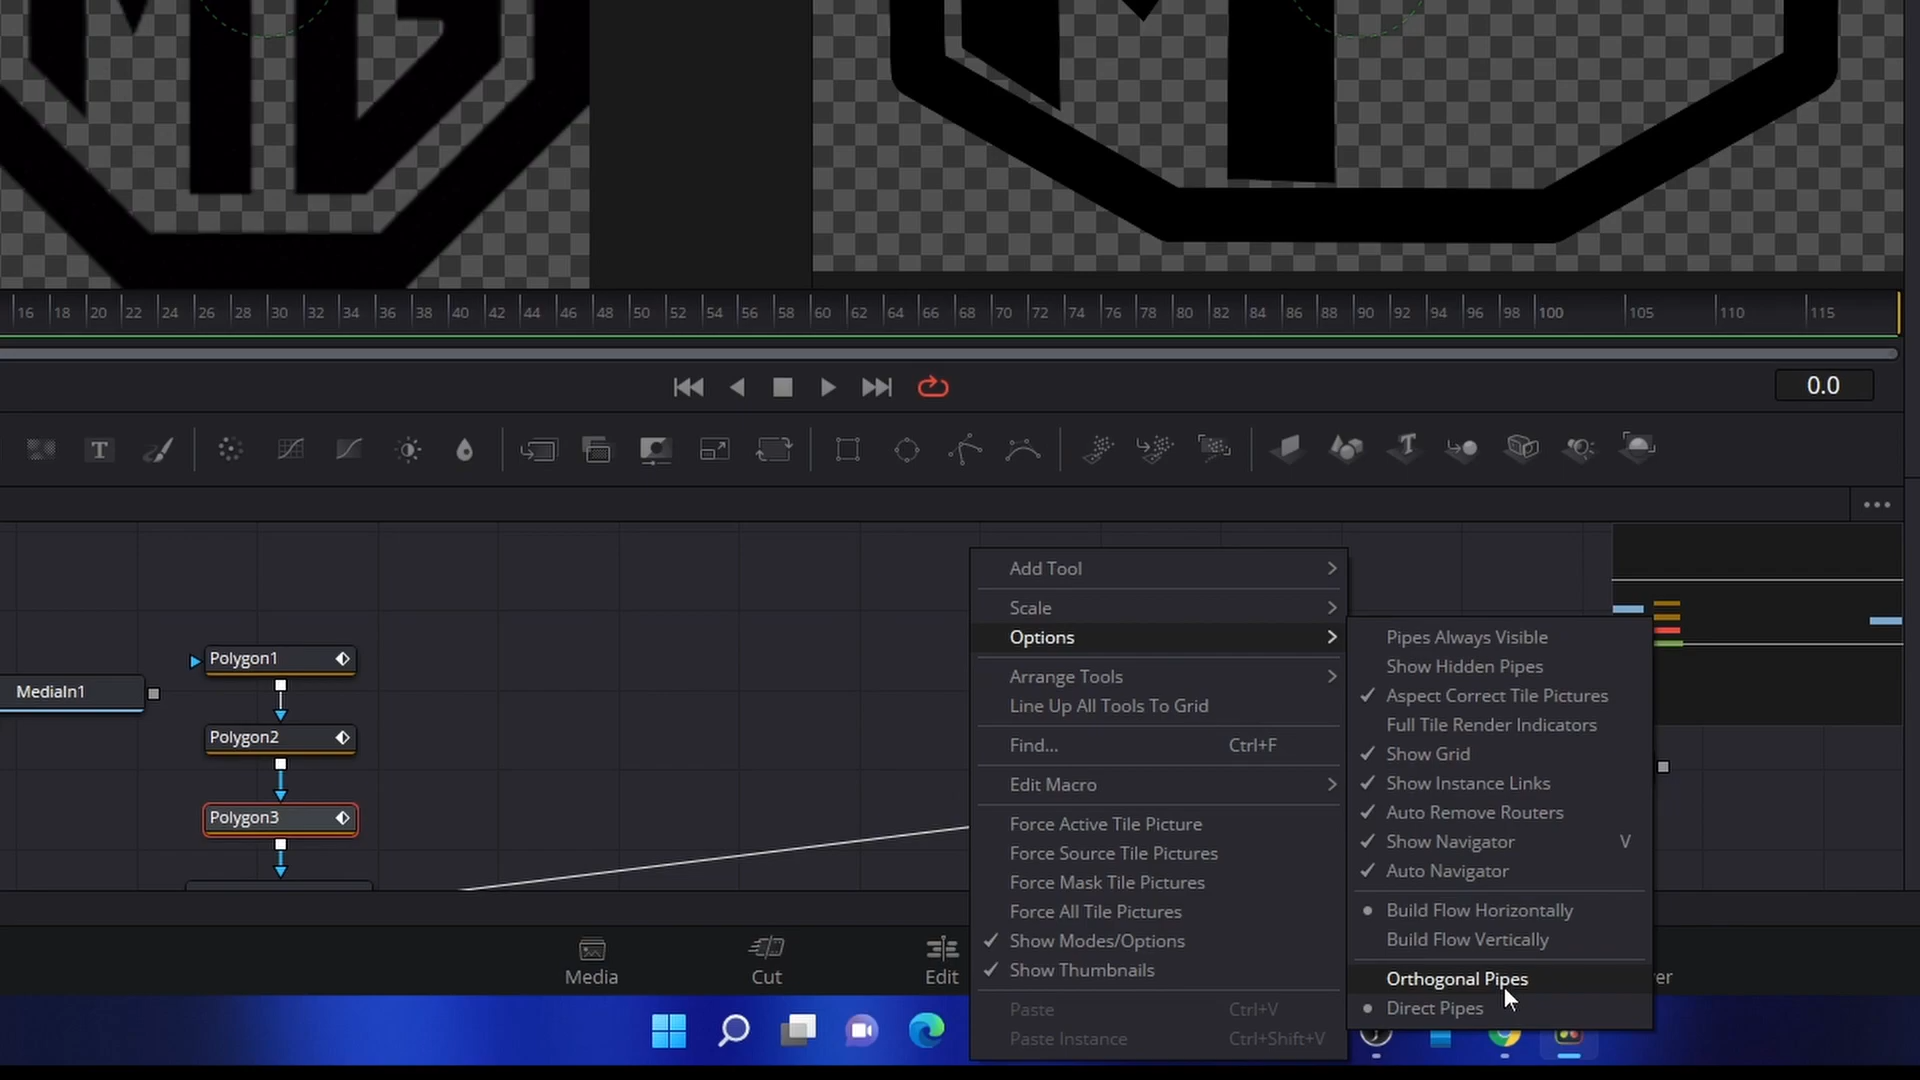 MG
16 18 20 22 24 26 28 30 32 34 36 38 40 42 44 46 48 50 52 54 56 58 60 62 64 66 68 70 72 74 76 78 80 82 84 86 88 90 92 94 96 98 100 105 110 115
0.0
T
Add Tool
Scale
Options
Pipes Always Visible
Show Hidden Pipes
Polygon1
Arrange Tools
Aspect Correct Tile Pictures
MediaIn1
Line Up All Tools To Grid
Full Tile Render Indicators
Polygon2
Find... Ctrl+F
Show Grid
Edit Macro
Show Instance Links
Polygon3
Auto Remove Routers
Force Active Tile Picture
Show Navigator V
Force Source Tile Pictures
Auto Navigator
Force Mask Tile Pictures
Force All Tile Pictures
Build Flow Horizontally
Show Modes/Options
Build Flow Vertically
Show Thumbnails
Media Cut Edit
Orthogonal Pipes
Direct Pipes
Paste Ctrl+V
Paste Instance Ctrl+Shift+V